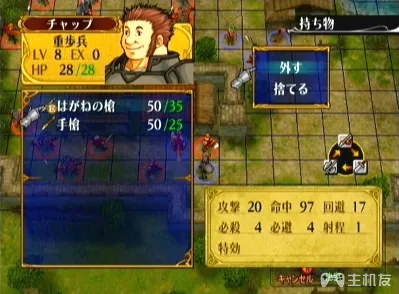 チャップ
重歩兵
LV 8 EX 0
HP 28/28
持ち物
外す
捨てる
はがねの槍 50/35
手槍 50/25
攻撃 20 命中 97 回避 17
必殺 4 必避 4 射程 1
特効
キャンセル
主机友